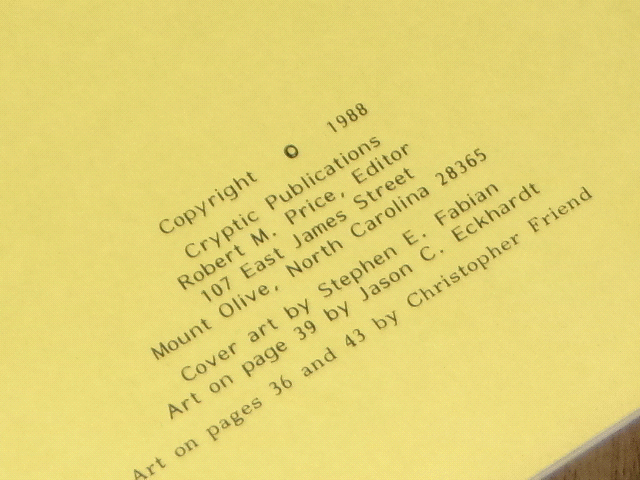 Copyright © 1988
Cryptic Publications
Robert M. Price, Editor
107 East James Street
Mount Olive, North Carolina 28365
Cover art by Stephen E. Fabian
Art on page 39 by Jason C. Eckhardt
Art on pages 36 and 43 by Christopher Friend